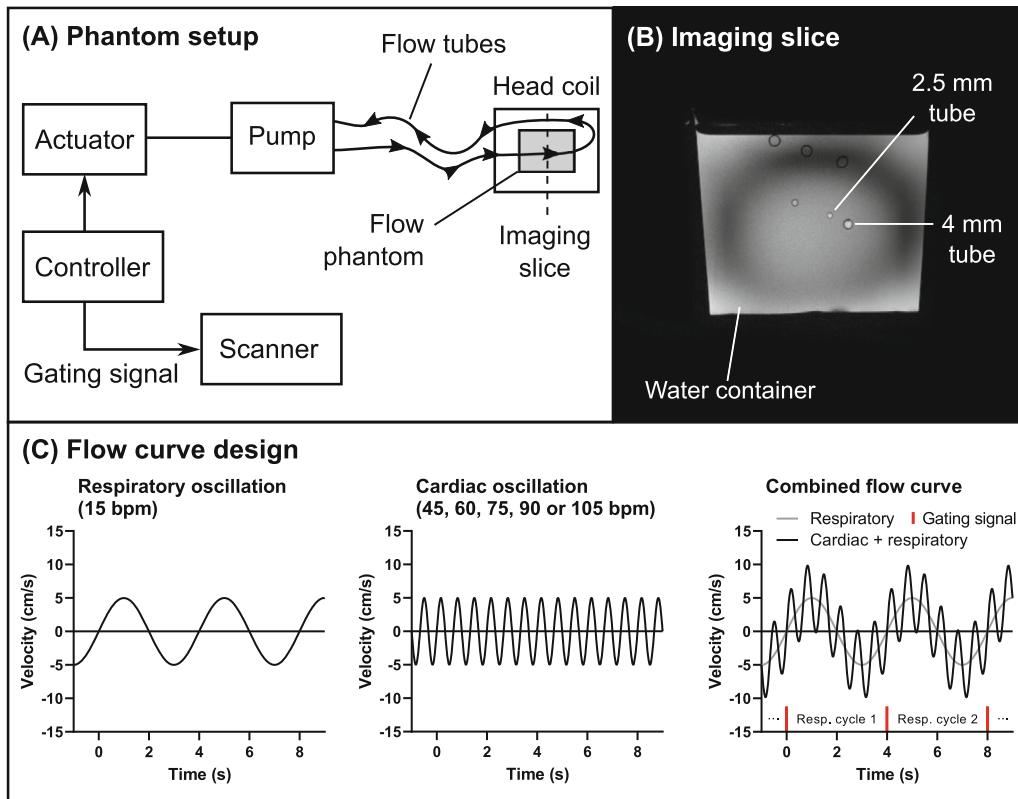 (A) Phantom setup
Flow tubes
Head coil
Actuator
Pump
Flow
phantom
Imaging
slice
Controller
Scanner
Gating signal
(B) Imaging slice
2.5 mm
tube
4 mm
tube
Water container
(C) Flow curve design
Respiratory oscillation
(15 bpm)
15
10
5
0
-5
-10
-15
Velocity (cm/s)
0 2 4 6 8
Time (s)
Cardiac oscillation
(45, 60, 75, 90 or 105 bpm)
15
10
5
0
-5
-10
-15
Velocity (cm/s)
0 2 4 6 8
Time (s)
Combined flow curve
Respiratory Gating signal
Cardiac + respiratory
15
10
5
0
-5
-10
-15
Velocity (cm/s)
... Resp. cycle 1 Resp. cycle 2 ...
0 2 4 6 8
Time (s)